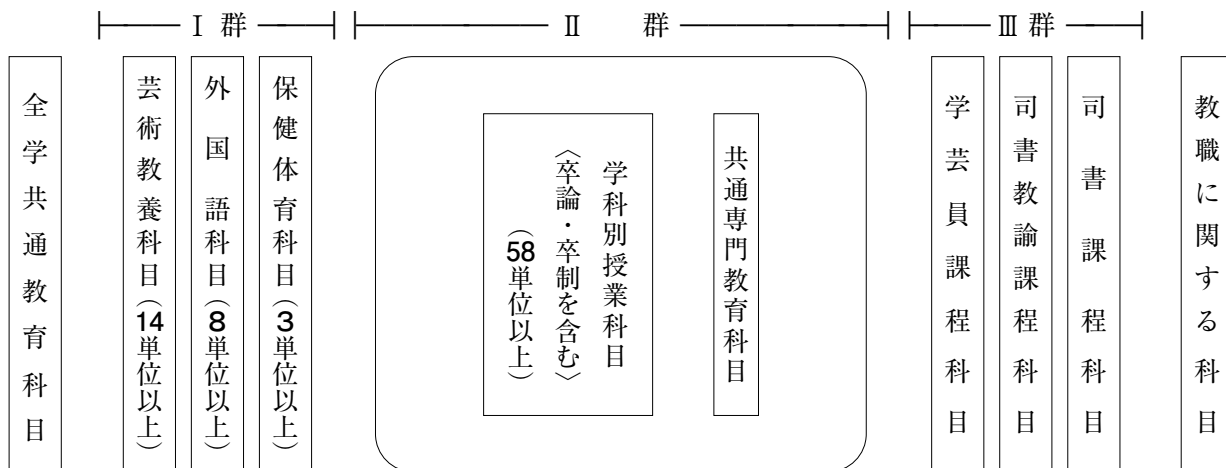 Ⅰ 群
Ⅱ 群
Ⅲ 群
全学共通教育科目
芸術教養科目(14単位以上)
外国語科目(8単位以上)
保健体育科目(3単位以上)
学科別授業科目
〈卒論・卒制を含む〉
(58単位以上)
共通専門教育科目
学芸員課程科目
司書教諭課程科目
司書課程科目
教職に関する科目